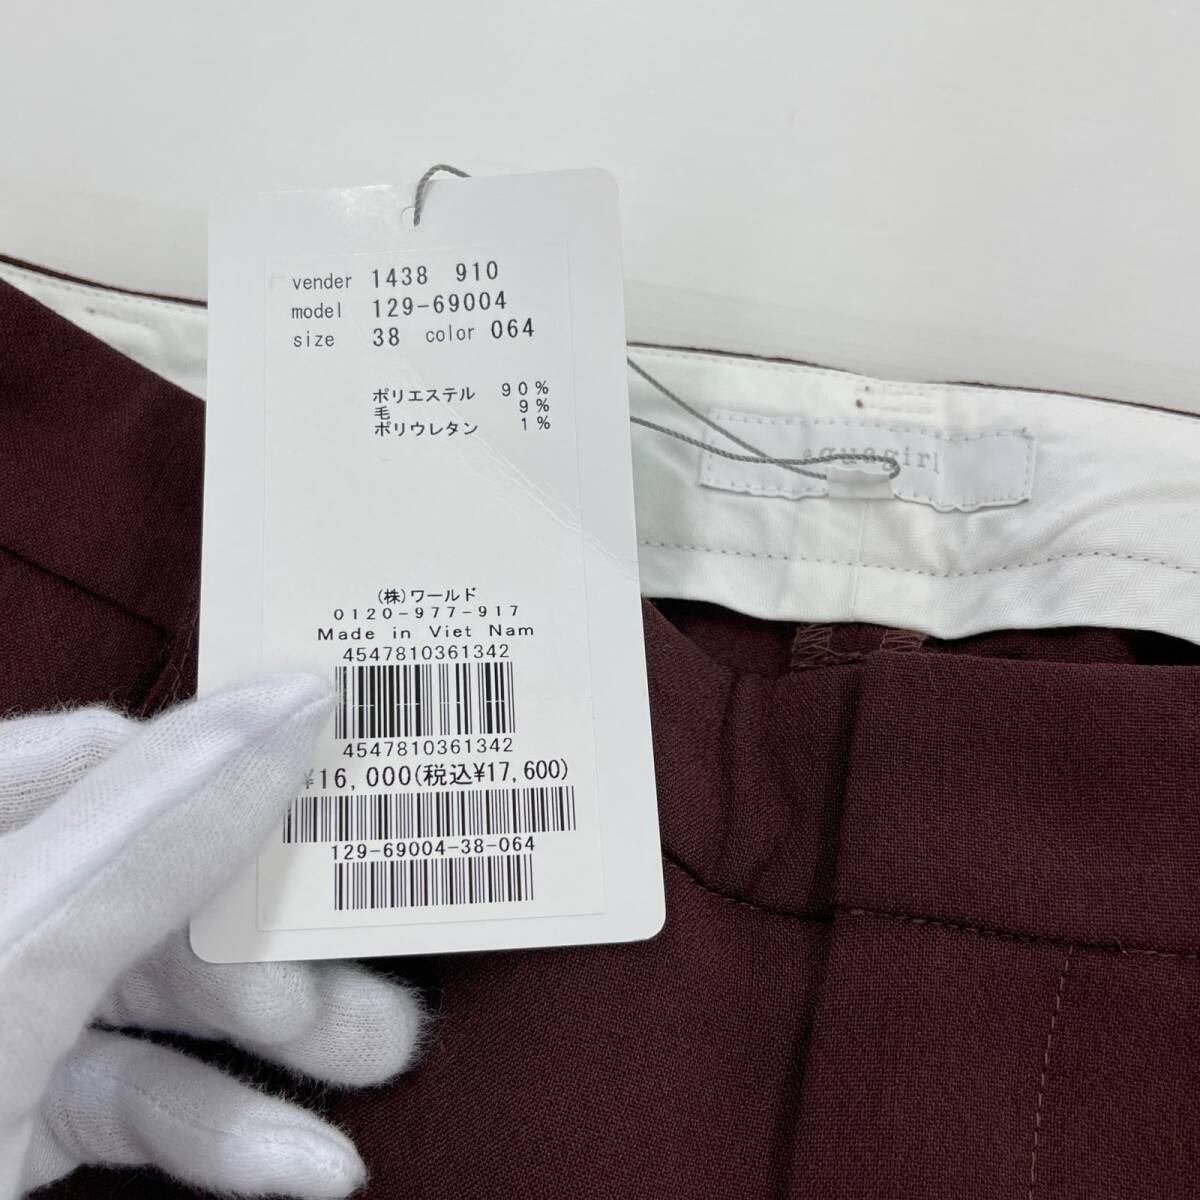 vender 1438 910
model 129-69004
size 38 color 064
ポリエステル 90%
毛 9%
ポリウレタン 1%
(株)ワールド
0120-977-917
Made in Viet Nam
4547810361342
4547810361342
¥16,000(税込¥17,600)
129-69004-38-064
aquagirl